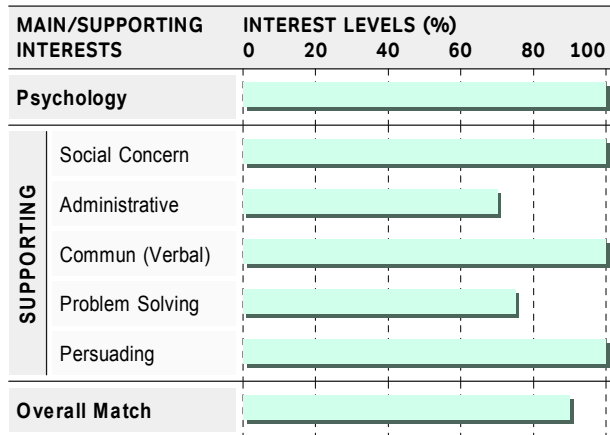 MAIN/SUPPORTING
INTERESTS
INTEREST LEVELS (%)
0 20 40 60 80 100
Psychology
SUPPORTING
Social Concern
Administrative
Commun (Verbal)
Problem Solving
Persuading
Overall Match